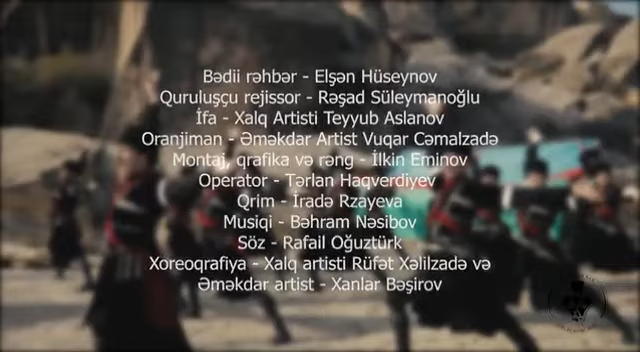 Bədii rəhbər - Elşən Hüseynov
Quruluşçu rejissor - Rəşad Süleymanoğlu
İfa - Xalq Artisti Teyyub Aslanov
Oranjiman - Əməkdar Artist Vuqar Cəmalzadə
Montaj, qrafika və rəng - İlkin Eminov
Operator - Tərlan Haqverdiyev
Qrim - İradə Rzayeva
Musiqi - Bəhram Nəsibov
Söz - Rafail Oğuztürk
Xoreoqrafiya - Xalq artisti Rüfət Xəlilzadə və
Əməkdar artist - Xanlar Bəşirov